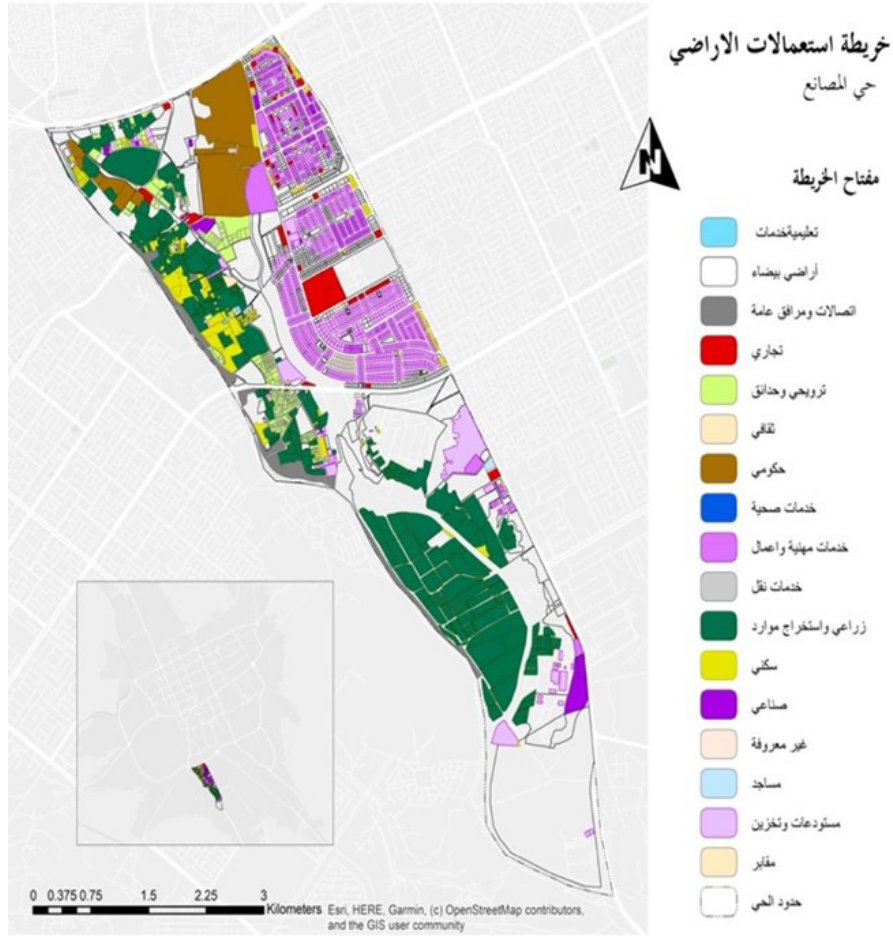 خريطة استعمالات الاراضي
حي المصانع
N
مفتاح الخريطة
تعليميةخدمات
أراضي بيضاء
اتصالات ومرافق عامة
تجاري
ترويحي وحدائق
ثقافي
حكومي
خدمات صحية
خدمات مهنية واعمال
خدمات نقل
زراعي واستخراج موارد
سكني
صناعي
غير معروفة
مساجد
مستودعات وتخزين
مقابر
حدود الحي
0 0.375 0.75 1.5 2.25 3
Kilometers
Esri, HERE, Garmin, (c) OpenStreetMap contributors,
and the GIS user community